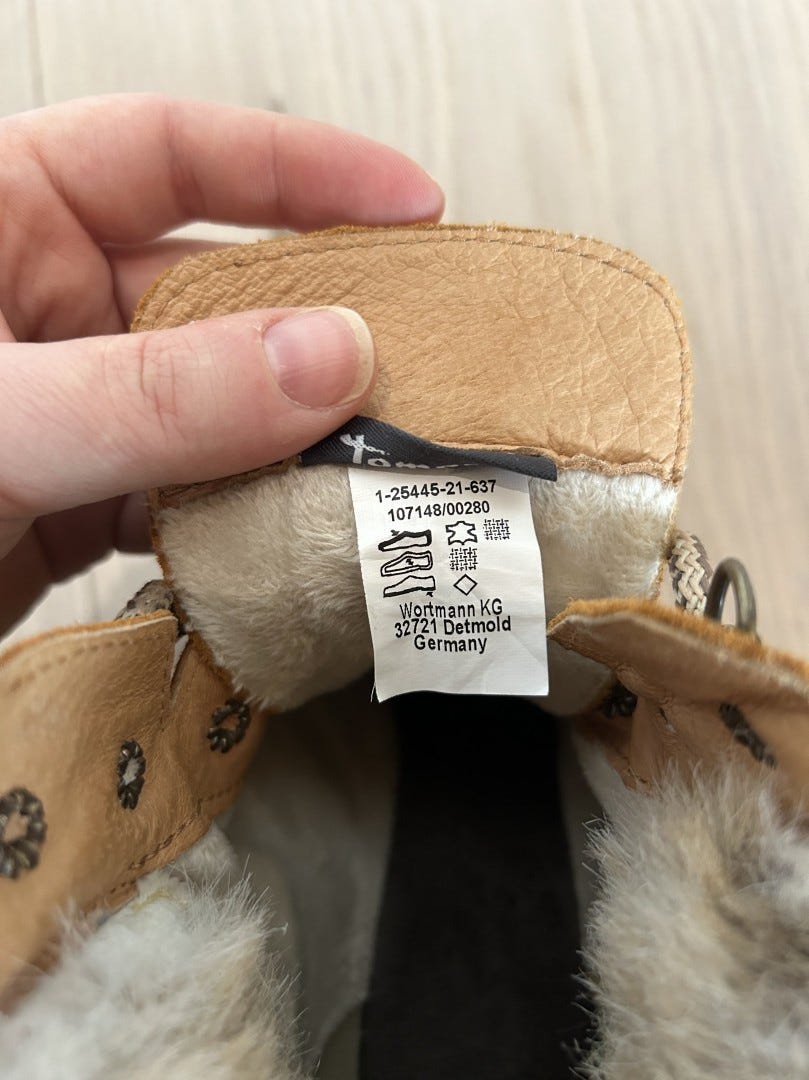 1-25445-21-637
107148/00280
Wortmann KG
32721 Detmold
Germany